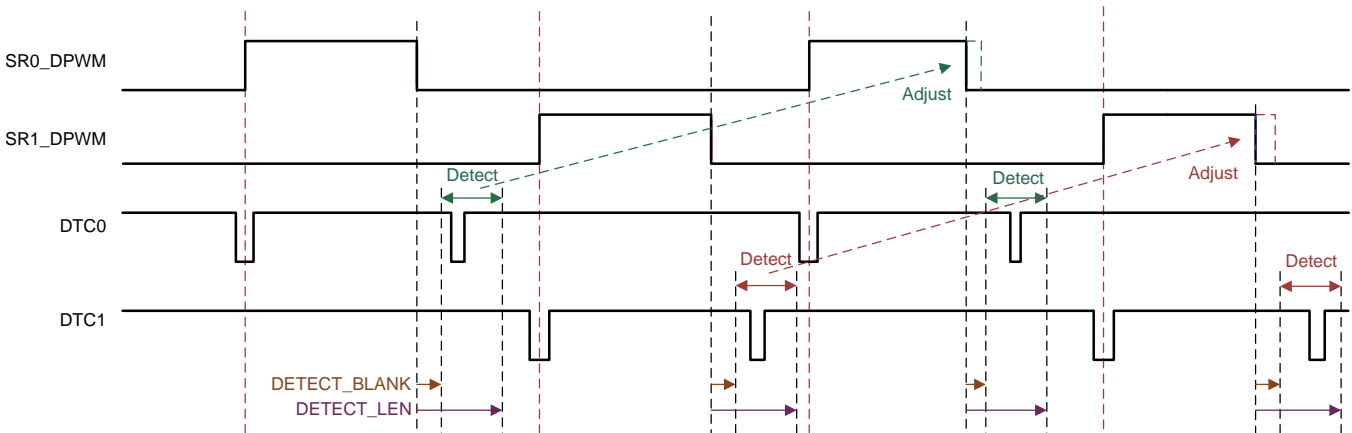 SR0_DPWM
Adjust
SR1_DPWM
Detect
Detect
Adjust
DTC0
Detect
Detect
DTC1
DETECT_BLANK
DETECT_LEN